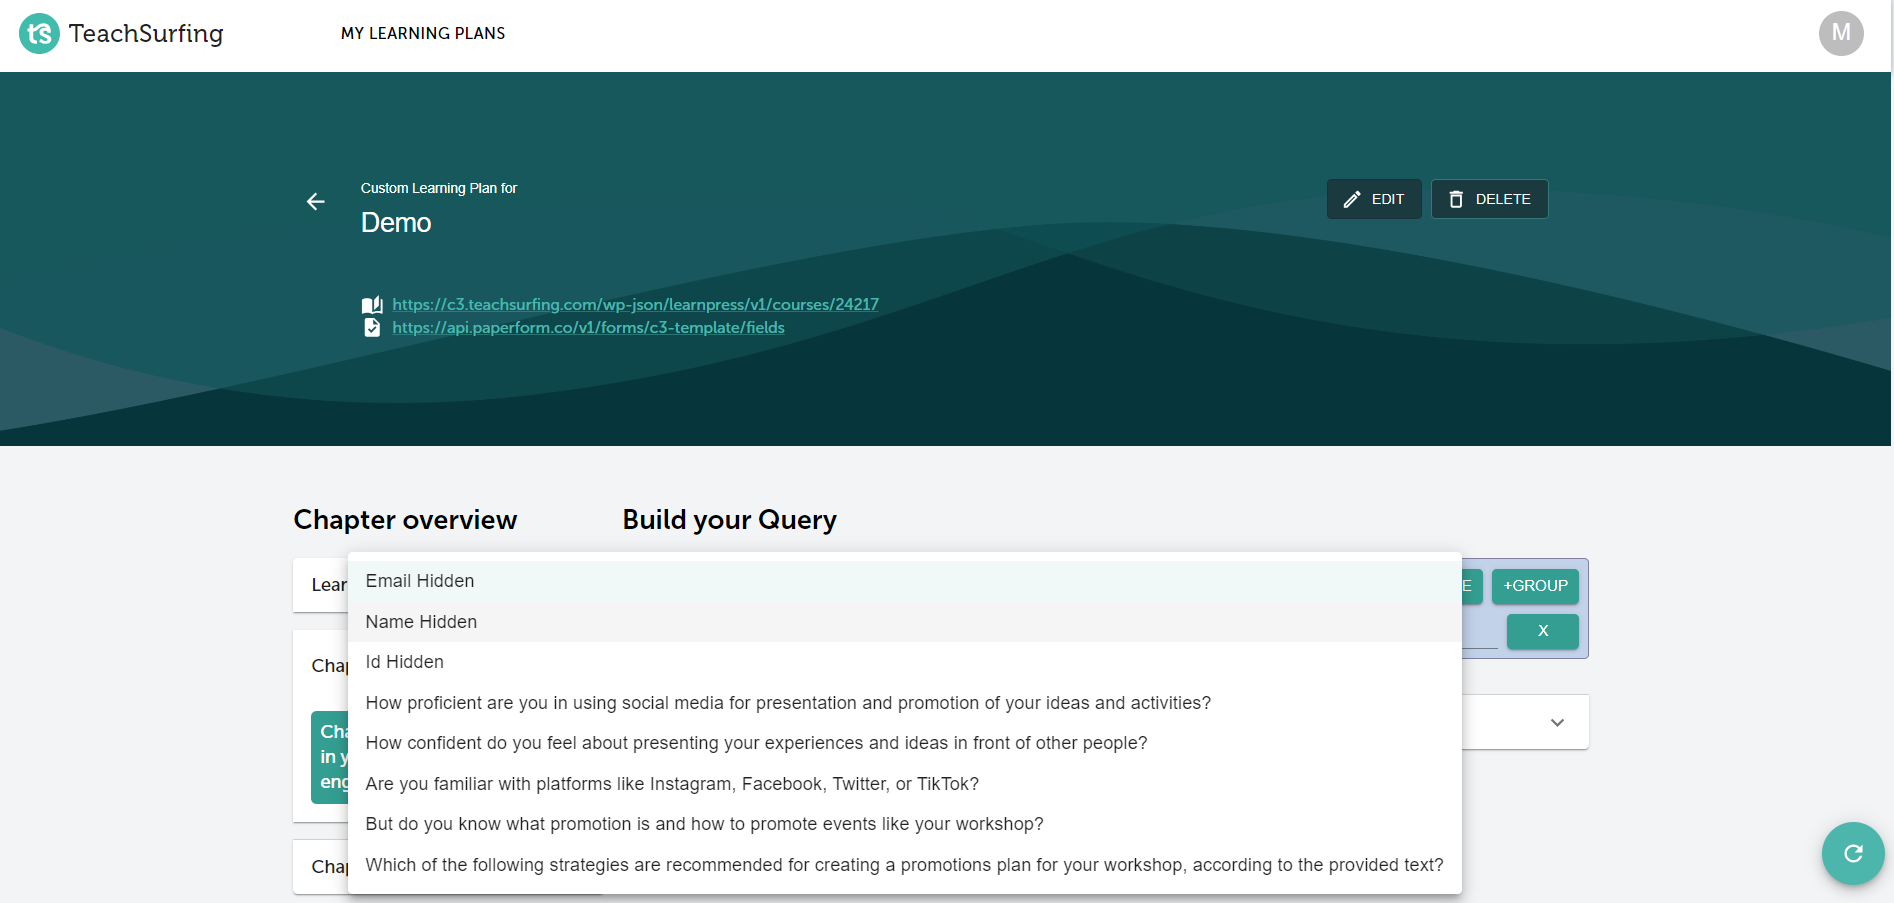 ts TeachSurfing
MY LEARNING PLANS
M
Custom Learning Plan for
Demo
EDIT
DELETE
https://c3.teachsurfing.com/wp-json/learnpress/v1/courses/24217
https://api.paperform.co/v1/forms/c3-template/fields
Chapter overview
Build your Query
Lear
Email Hidden
E
+GROUP
Name Hidden
X
Id Hidden
Chap
How proficient are you in using social media for presentation and promotion of your ideas and activities?
Cha
in y
eng
How confident do you feel about presenting your experiences and ideas in front of other people?
Are you familiar with platforms like Instagram, Facebook, Twitter, or TikTok?
But do you know what promotion is and how to promote events like your workshop?
Chap
Which of the following strategies are recommended for creating a promotions plan for your workshop, according to the provided text?